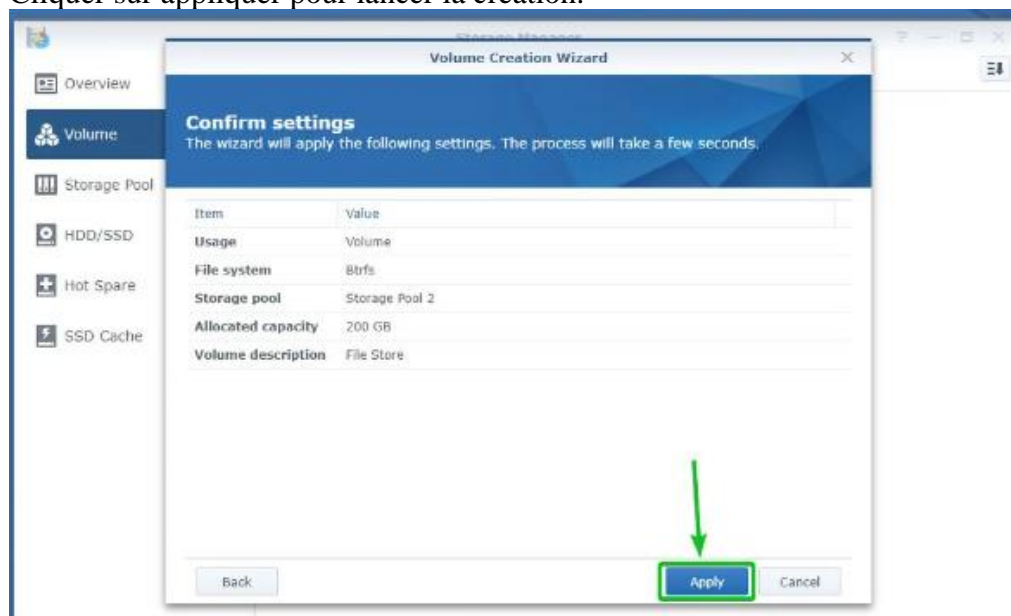 Cliquer sur appliquer pour lancer la création.
Storage Manager
Volume Creation Wizard
Overview
Volume
Storage Pool
HDD/SSD
Hot Spare
SSD Cache
Confirm settings
The wizard will apply the following settings. The process will take a few seconds.
Item Value
Usage Volume
File system Btrfs
Storage pool Storage Pool 2
Allocated capacity 200 GB
Volume description File Store
Back Apply Cancel